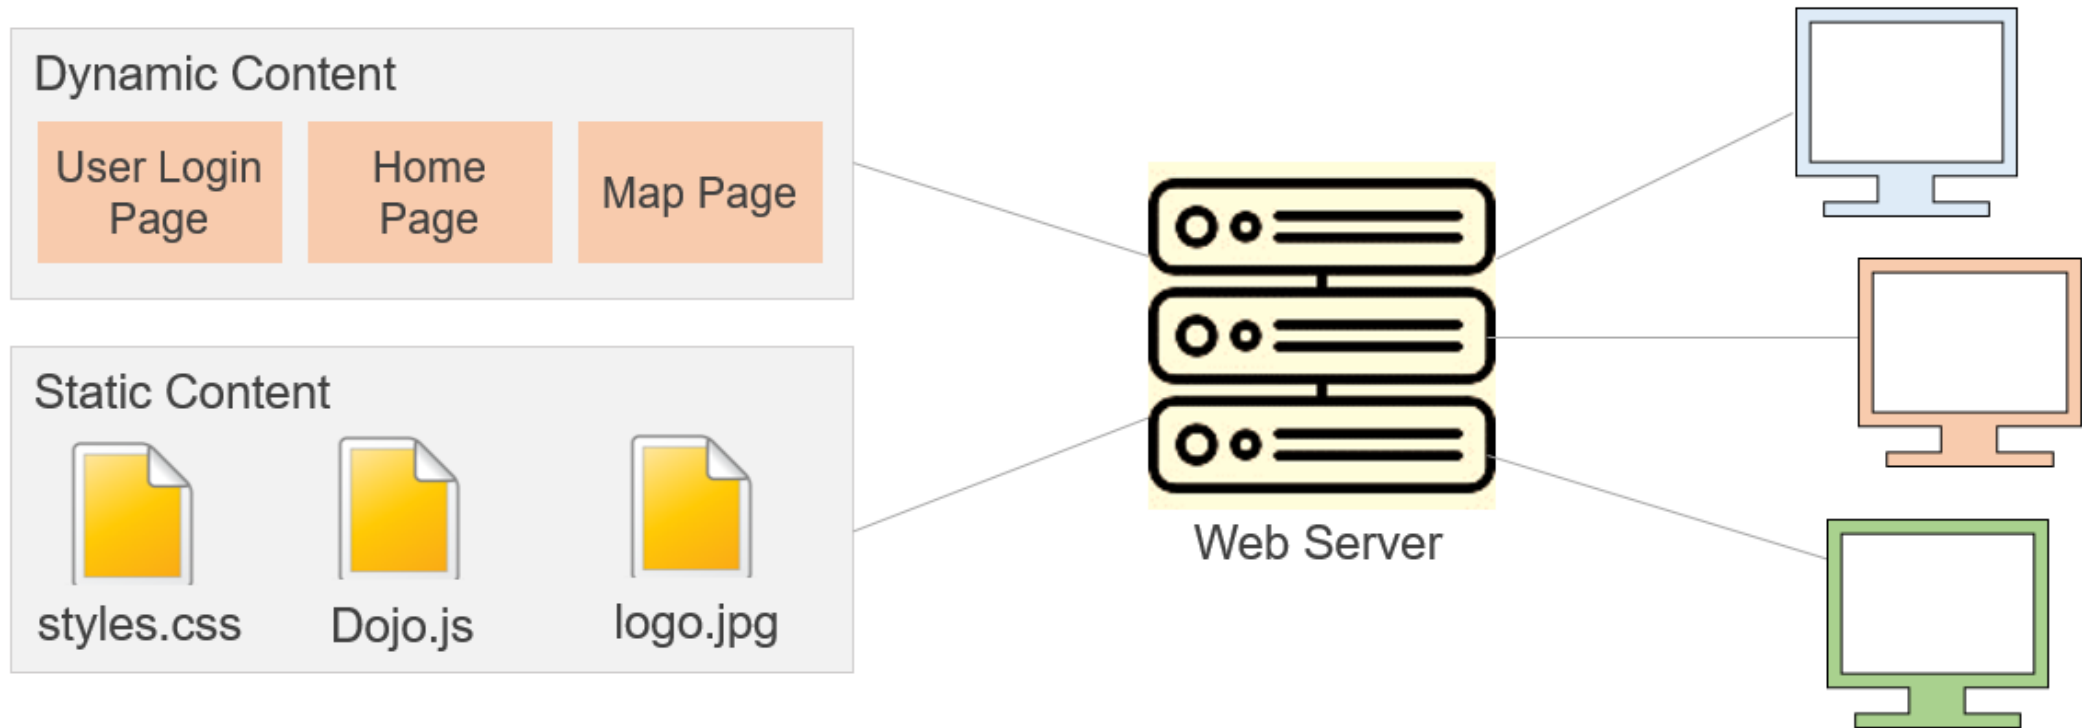 Dynamic Content
User Login
Page
Home
Page
Map Page
Static Content
styles.css
Dojo.js
logo.jpg
Web Server